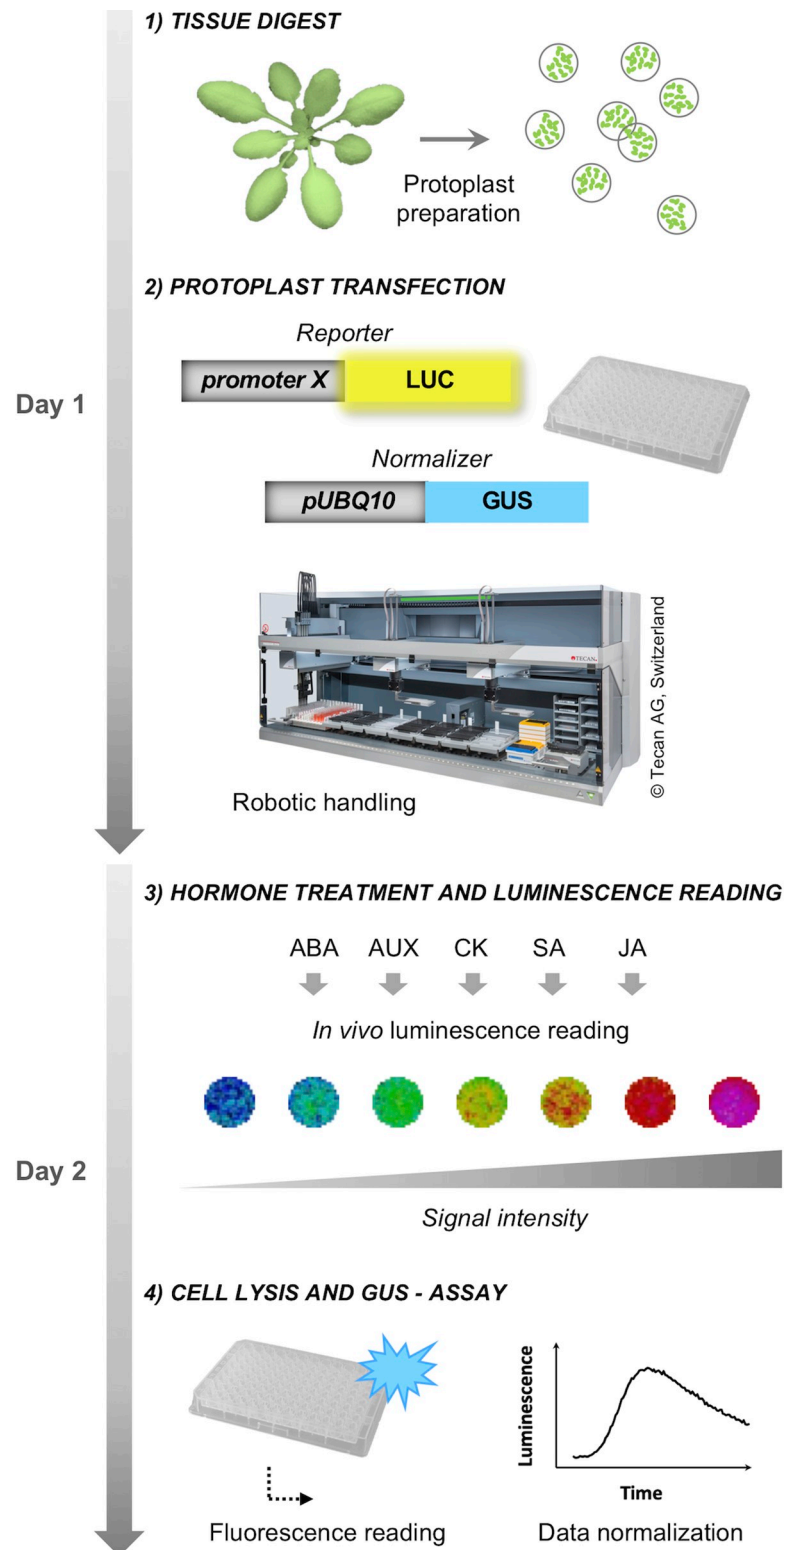 1) TISSUE DIGEST
Protoplast
preparation
2) PROTOPLAST TRANSFECTION
Reporter
promoter X LUC
Day 1
Normalizer
pUBQ10 GUS
TECAN
© Tecan AG, Switzerland
Robotic handling
3) HORMONE TREATMENT AND LUMINESCENCE READING
ABA AUX CK SA JA
In vivo luminescence reading
Day 2
Signal intensity
4) CELL LYSIS AND GUS - ASSAY
Luminescence
Time
Fluorescence reading
Data normalization